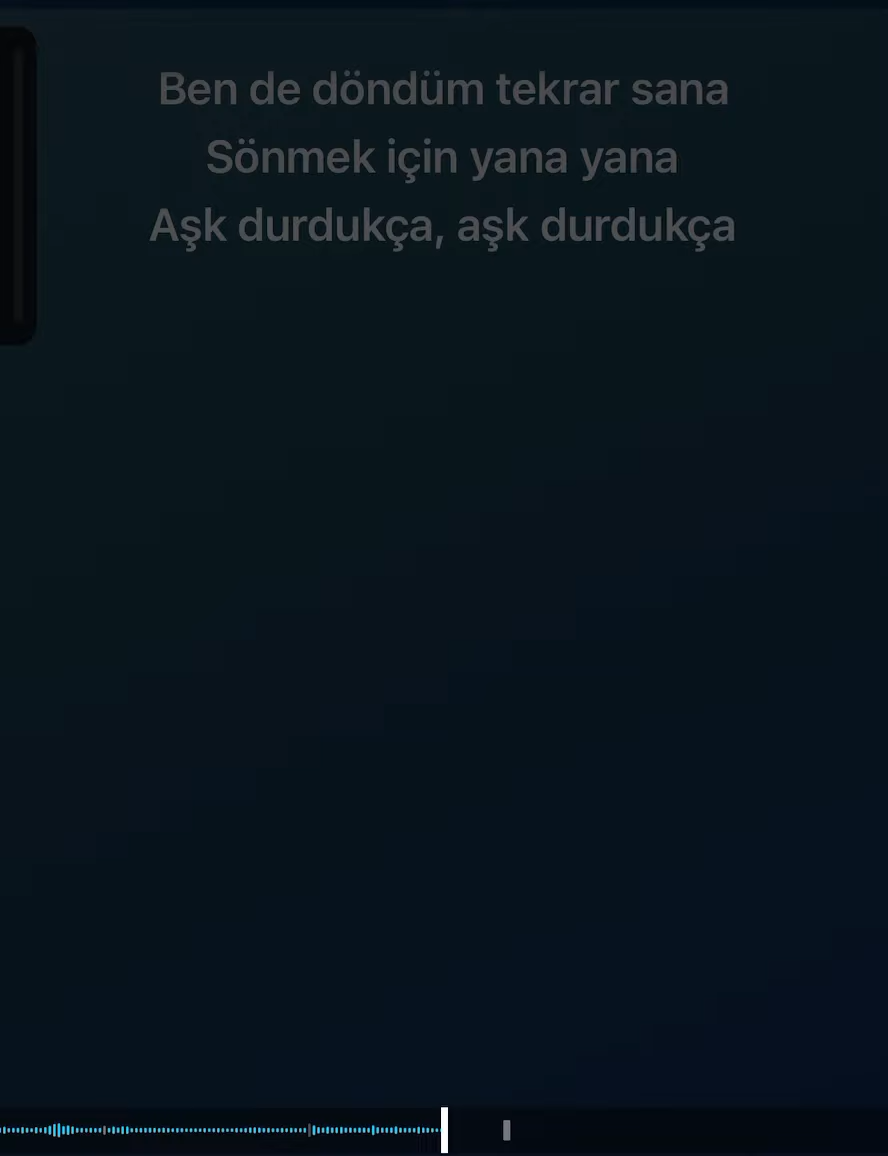 Ben de döndüm tekrar sana
Sönmek için yana yana
Aşk durdukça, aşk durdukça